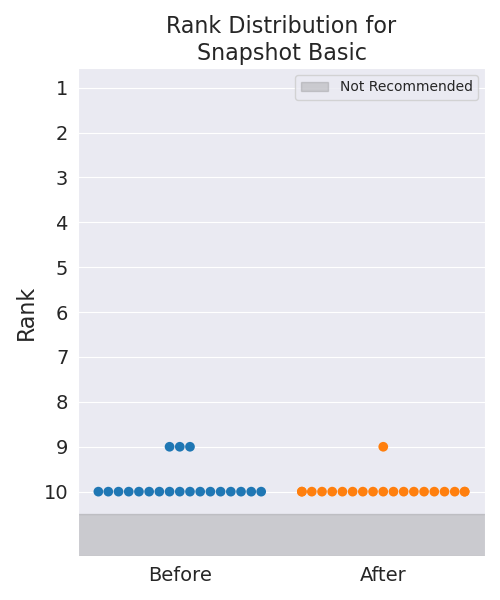 Rank Distribution for
Snapshot Basic
Not Recommended
1
2
3
4
5
6
7
8
9
10
Rank
Before
After